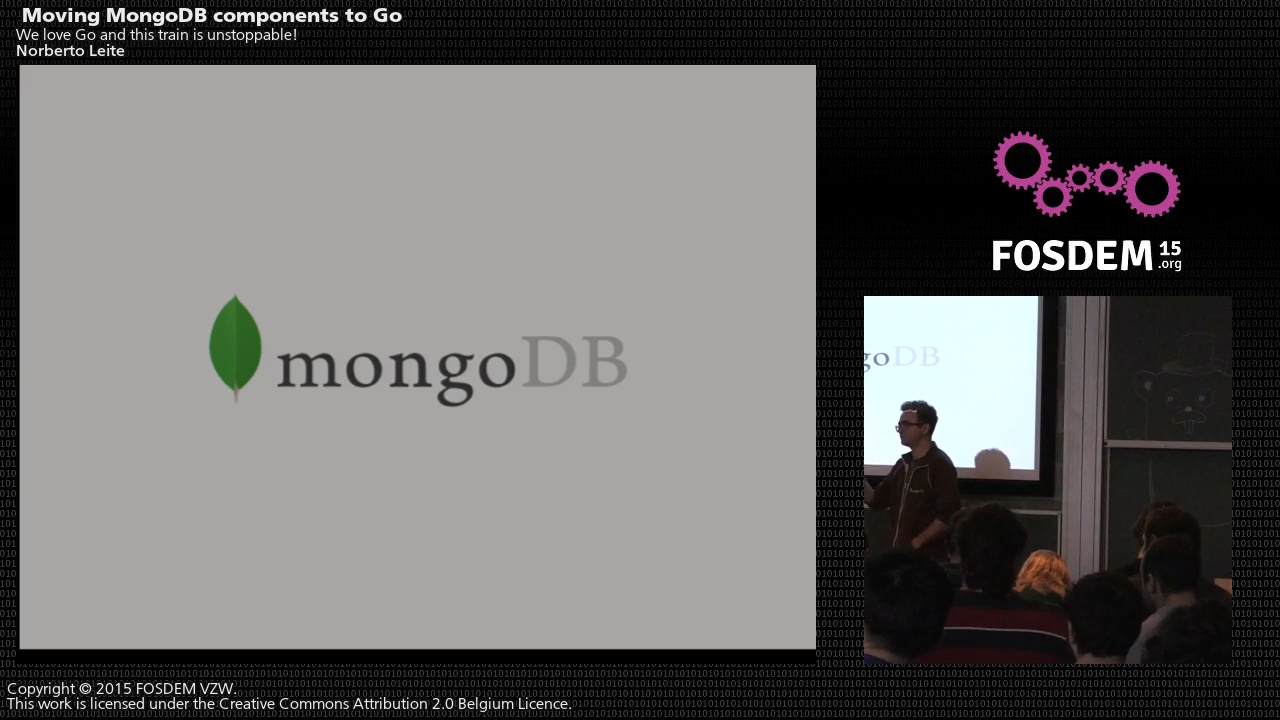 Moving MongoDB components to Go
We love Go and this train is unstoppable!
Norberto Leite
mongoDB
FOSDEM 15
.org
goDB
Copyright © 2015 FOSDEM VZW.
This work is licensed under the Creative Commons Attribution 2.0 Belgium Licence.